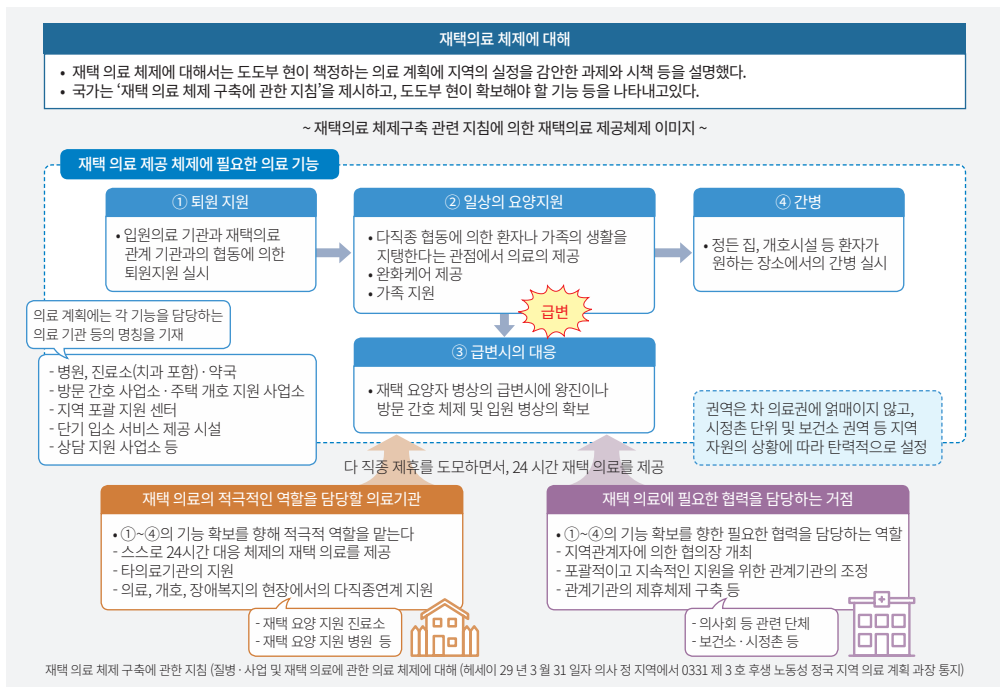 재택의료 체제에 대해
• 재택 의료 체제에 대해서는 도도부 현이 책정하는 의료 계획에 지역의 실정을 감안한 과제와 시책 등을 설명했다.
• 국가는 ‘재택 의료 체제 구축에 관한 지침’을 제시하고, 도도부 현이 확보해야 할 기능 등을 나타내고있다.
~ 재택의료 체제구축 관련 지침에 의한 재택의료 제공체제 이미지 ~
재택 의료 제공 체제에 필요한 의료 기능
① 퇴원 지원
• 입원의료 기관과 재택의료
관계 기관과의 협동에 의한
퇴원지원 실시
② 일상의 요양지원
• 다직종 협동에 의한 환자나 가족의 생활을
지탱한다는 관점에서 의료의 제공
• 완화케어 제공
• 가족 지원
④ 간병
• 정든 집, 개호시설 등 환자가
원하는 장소에서의 간병 실시
급변
③ 급변시의 대응
• 재택 요양자 병상의 급변시에 왕진이나
방문 간호 체제 및 입원 병상의 확보
의료 계획에는 각 기능을 담당하는
의료 기관 등의 명칭을 기재
- 병원, 진료소(치과 포함) · 약국
- 방문 간호 사업소 · 주택 개호 지원 사업소
- 지역 포괄 지원 센터
- 단기 입소 서비스 제공 시설
- 상담 지원 사업소 등
권역은 차 의료권에 얽매이지 않고,
시정촌 단위 및 보건소 권역 등 지역
자원의 상황에 따라 탄력적으로 설정
다 직종 제휴를 도모하면서, 24 시간 재택 의료를 제공
재택 의료의 적극적인 역할을 담당할 의료기관
• ①~④의 기능 확보를 향해 적극적 역할을 맡는다
- 스스로 24시간 대응 체제의 재택 의료를 제공
- 타의료기관의 지원
- 의료, 개호, 장애복지의 현장에서의 다직종연계 지원
- 재택 요양 지원 진료소
- 재택 요양 지원 병원 등
재택 의료에 필요한 협력을 담당하는 거점
• ①~④의 기능 확보를 향한 필요한 협력을 담당하는 역할
- 지역관계자에 의한 협의장 개최
- 포괄적이고 지속적인 지원을 위한 관계기관의 조정
- 관계기관의 제휴체제 구축 등
- 의사회 등 관련 단체
- 보건소 · 시정촌 등
재택 의료 체제 구축에 관한 지침 (질병 · 사업 및 재택 의료에 관한 의료 체제에 대해 (헤세이 29 년 3 월 31 일자 의사 정 지역에서 0331 제 3 호 후생 노동성 정국 지역 의료 계획 과장 통지)